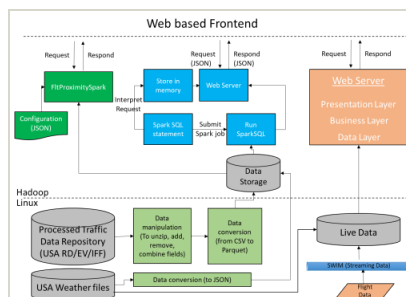 Web based Frontend
Request
Respond
Request
(JSON)
Respond
(JSON)
Request
Respond
FltProximitySpark
Store in
memory
Web Server
Web Server
Presentation Layer
Business Layer
Data Layer
Interpret
Request
Configuration
(JSON)
Spark SQL
statement
Submit
Spark job
Run
SparkSQL
Data
Storage
Hadoop
Linux
Processed Traffic
Data Repository
(USA RD/EV/IFF)
Data
manipulation
(To unzip, add,
remove,
combine fields)
Data
conversion
(from CSV to
Parquet)
Live Data
USA Weather files
Data conversion (to JSON)
SWIM (Streaming Data)
Flight
Data